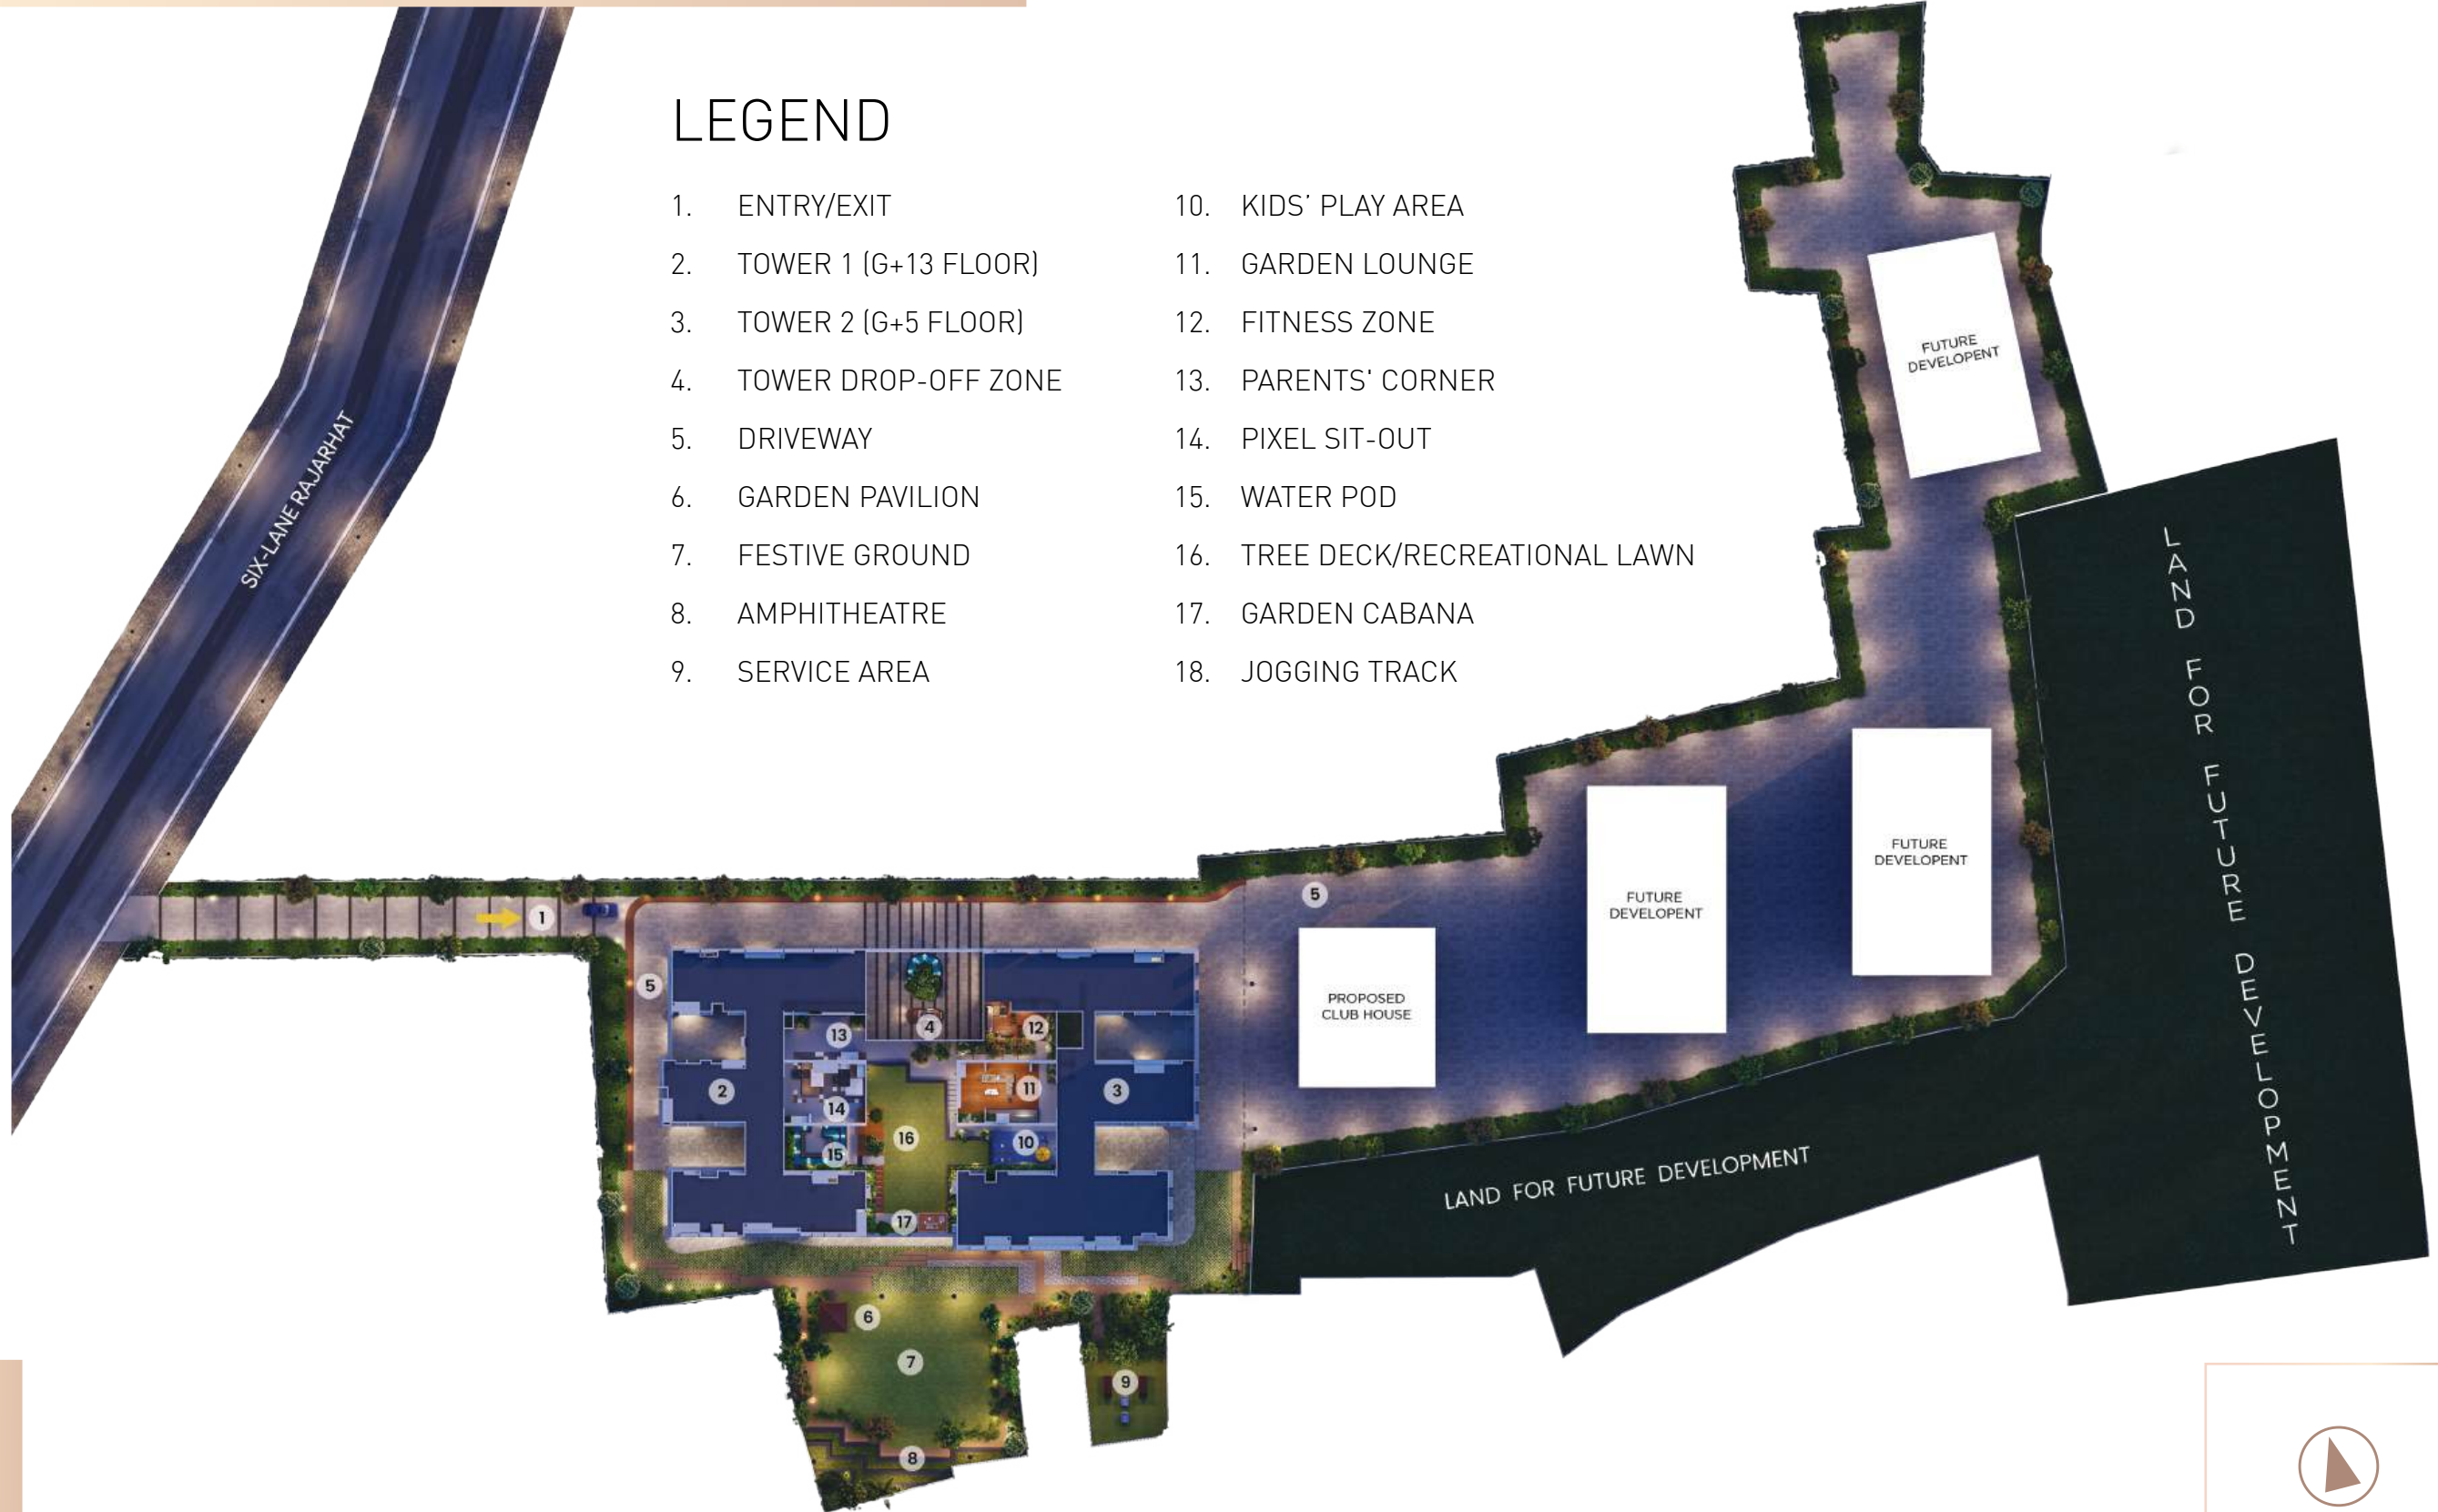 LEGEND
1. ENTRY/EXIT
2. TOWER 1 (G+13 FLOOR)
3. TOWER 2 (G+5 FLOOR)
4. TOWER DROP-OFF ZONE
5. DRIVEWAY
6. GARDEN PAVILION
7. FESTIVE GROUND
8. AMPHITHEATRE
9. SERVICE AREA
10. KIDS’ PLAY AREA
11. GARDEN LOUNGE
12. FITNESS ZONE
13. PARENTS' CORNER
14. PIXEL SIT-OUT
15. WATER POD
16. TREE DECK/RECREATIONAL LAWN
17. GARDEN CABANA
18. JOGGING TRACK
SIX-LANE RAJARHAT
FUTURE
DEVELOPENT
LAND FOR FUTURE DEVELOPMENT
FUTURE
DEVELOPENT
FUTURE
DEVELOPENT
PROPOSED
CLUB HOUSE
LAND FOR FUTURE DEVELOPMENT
1
5
5
4
12
13
2
11
3
14
16
10
15
17
6
7
9
8